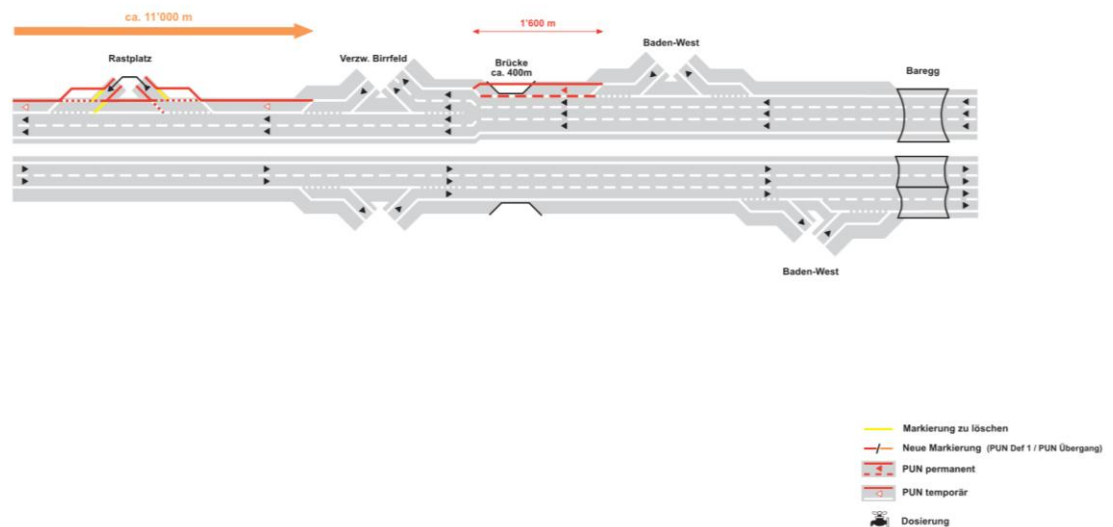 ca. 11’000 m
1’600 m
Baden-West
Rastplatz
Verzw. Birrfeld
Brücke
ca. 400m
Baregg
Baden-West
Markierung zu löschen
Neue Markierung (PUN Def 1 / PUN Übergang)
PUN permanent
PUN temporär
Dosierung